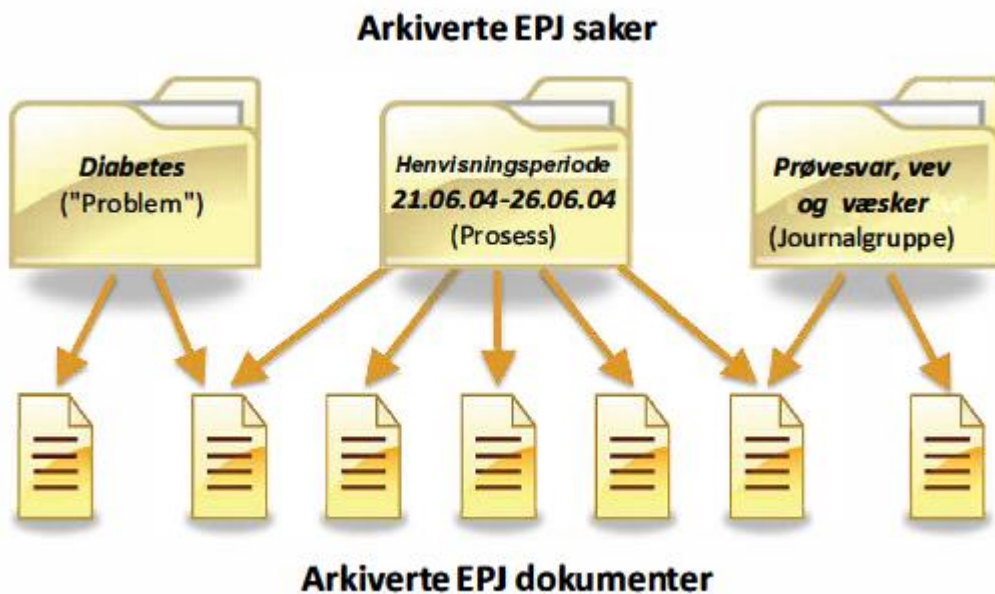 Arkiverte EPJ saker
Diabetes
("Problem")
Henvisningsperiode
21.06.04-26.06.04
(Prosess)
Prøvesvar, vev
og væsker
(Journalgruppe)
Arkiverte EPJ dokumenter